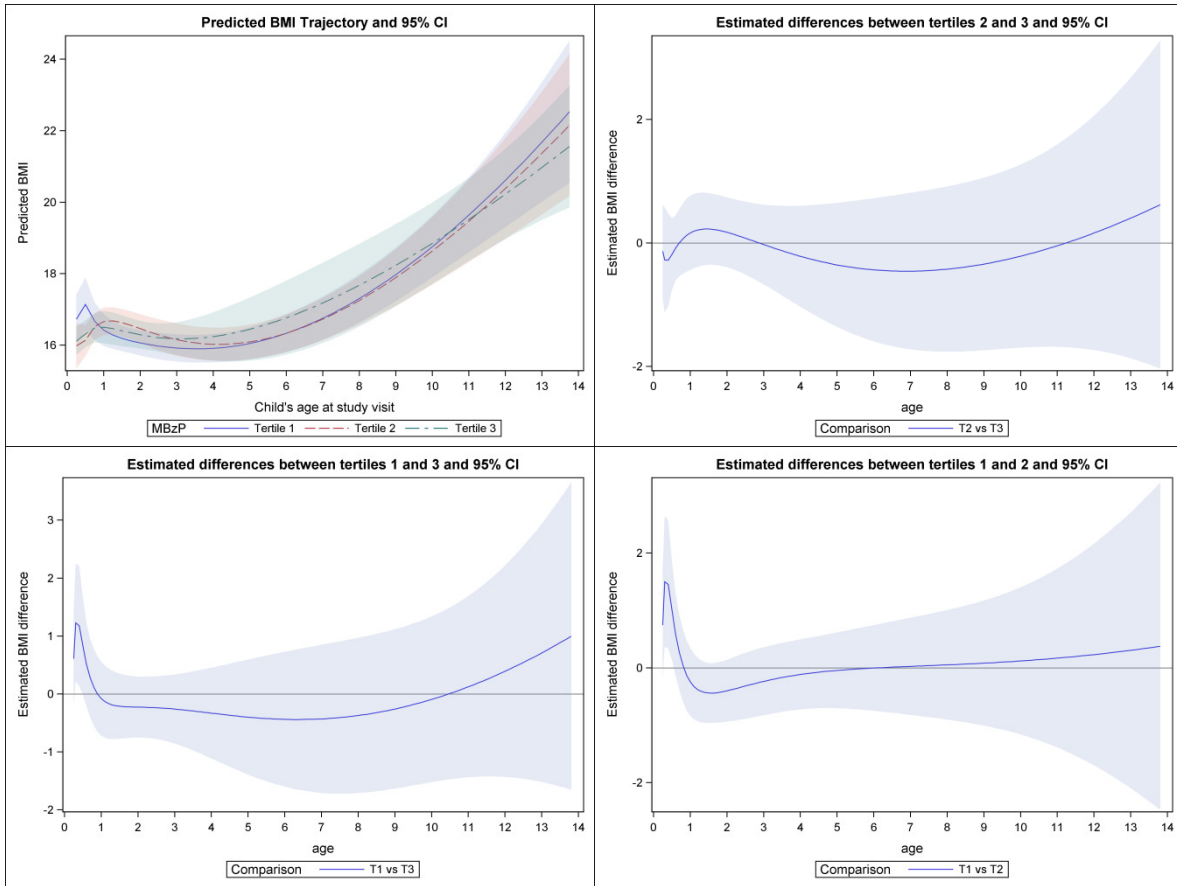 Predicted BMI Trajectory and 95% CI
24
22
20
18
16
Predicted BMI
0 1 2 3 4 5 6 7 8 9 10 11 12 13 14
Child's age at study visit
MBzP Tertile 1 Tertile 2 Tertile 3
Estimated differences between tertiles 2 and 3 and 95% CI
2
0
-2
Estimated BMI difference
0 1 2 3 4 5 6 7 8 9 10 11 12 13 14
age
Comparison T2 vs T3
Estimated differences between tertiles 1 and 3 and 95% CI
3
2
1
0
-1
-2
Estimated BMI difference
0 1 2 3 4 5 6 7 8 9 10 11 12 13 14
age
Comparison T1 vs T3
Estimated differences between tertiles 1 and 2 and 95% CI
2
0
-2
Estimated BMI difference
0 1 2 3 4 5 6 7 8 9 10 11 12 13 14
age
Comparison T1 vs T2